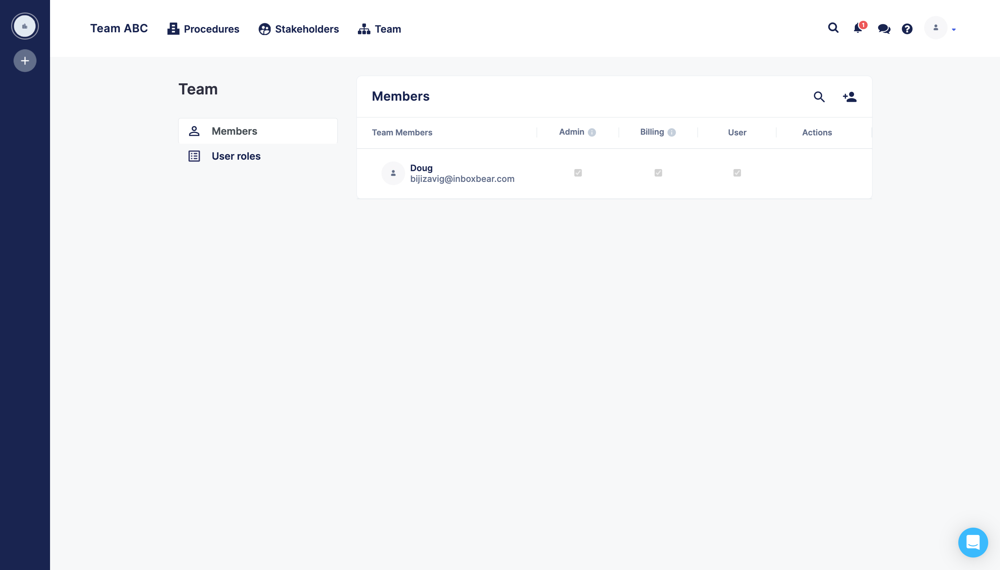 Team ABC
Procedures
Stakeholders
Team
1
Team
Members
User roles
Members
Team Members
Admin
Billing
User
Actions
Doug
bijizavig@inboxbear.com